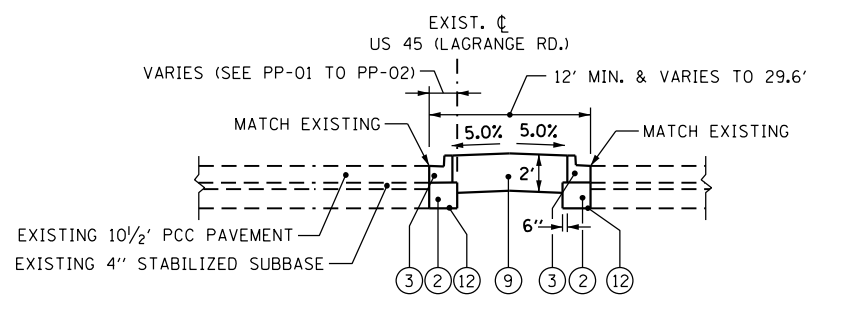 EXIST. ℄
US 45 (LAGRANGE RD.)
VARIES (SEE PP-01 TO PP-02)
12' MIN. & VARIES TO 29.6'
MATCH EXISTING
5.0% 5.0%
MATCH EXISTING
2'
6"
EXISTING 10½' PCC PAVEMENT
EXISTING 4" STABILIZED SUBBASE
3 2 12 9 3 2 12